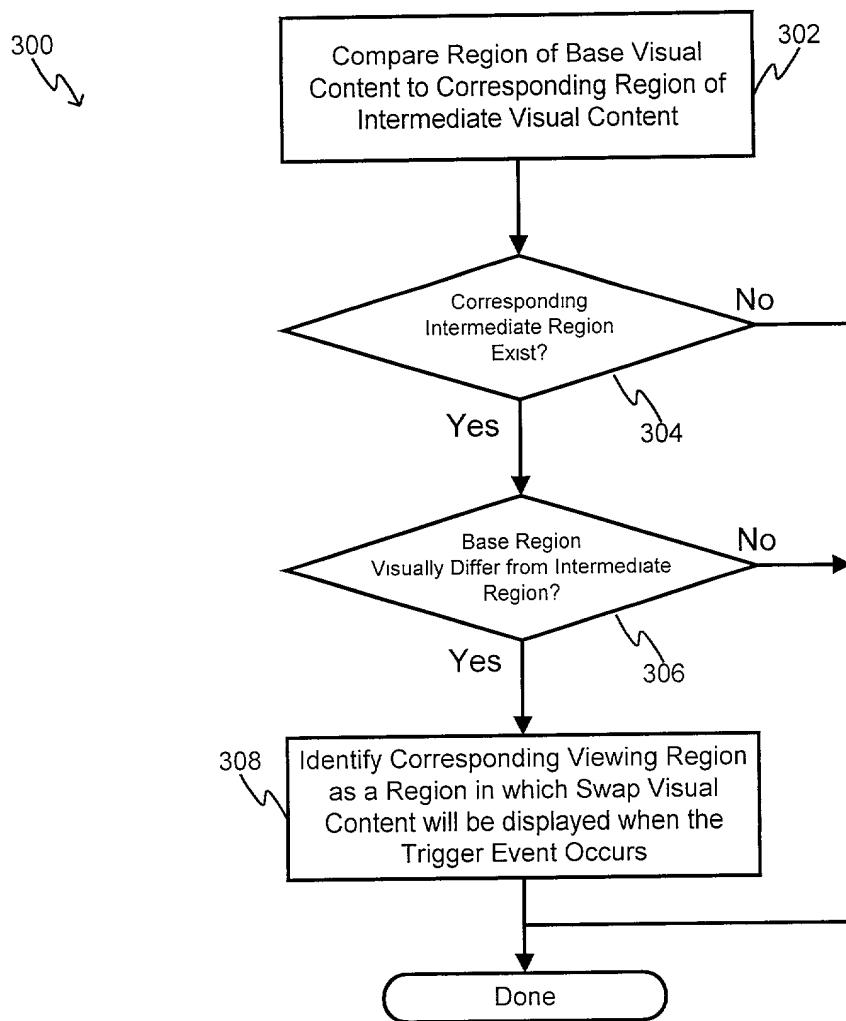 300
Compare Region of Base Visual
Content to Corresponding Region of
Intermediate Visual Content
302
Corresponding
Intermediate Region
Exist?
No
Yes
304
Base Region
Visually Differ from Intermediate
Region?
No
Yes
306
308
Identify Corresponding Viewing Region
as a Region in which Swap Visual
Content will be displayed when the
Trigger Event Occurs
Done